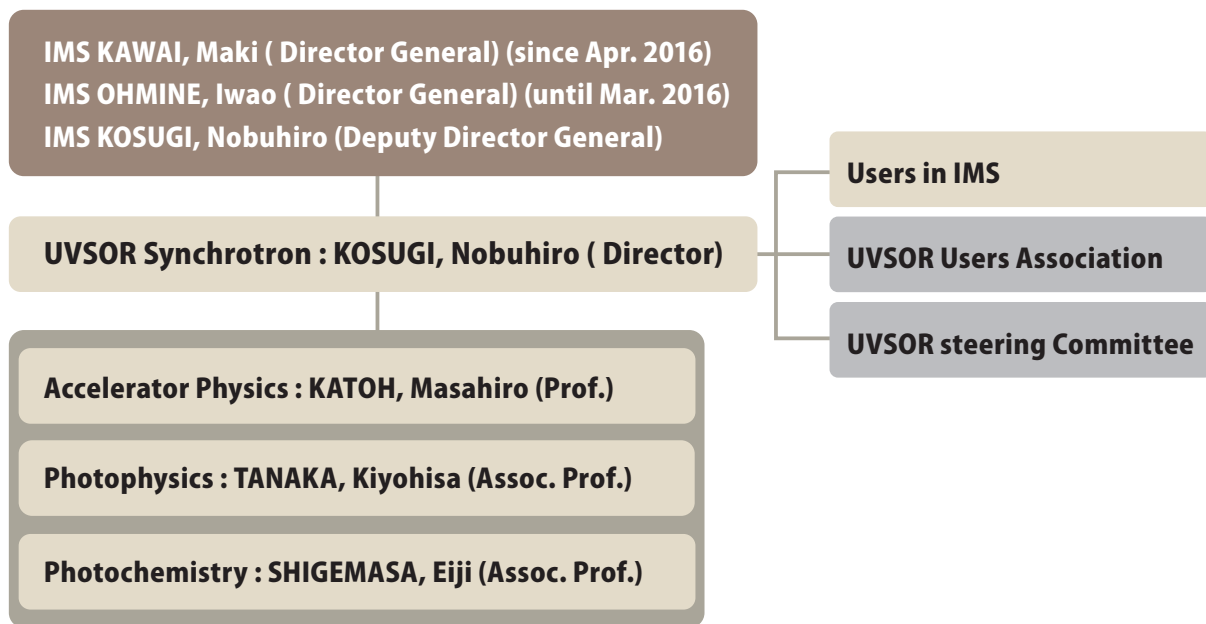 IMS KAWAI, Maki ( Director General) (since Apr. 2016)
IMS OHMINE, Iwao ( Director General) (until Mar. 2016)
IMS KOSUGI, Nobuhiro (Deputy Director General)
UVSOR Synchrotron : KOSUGI, Nobuhiro ( Director)
Users in IMS
UVSOR Users Association
UVSOR steering Committee
Accelerator Physics : KATOH, Masahiro (Prof.)
Photophysics : TANAKA, Kiyohisa (Assoc. Prof.)
Photochemistry : SHIGEMASA, Eiji (Assoc. Prof.)